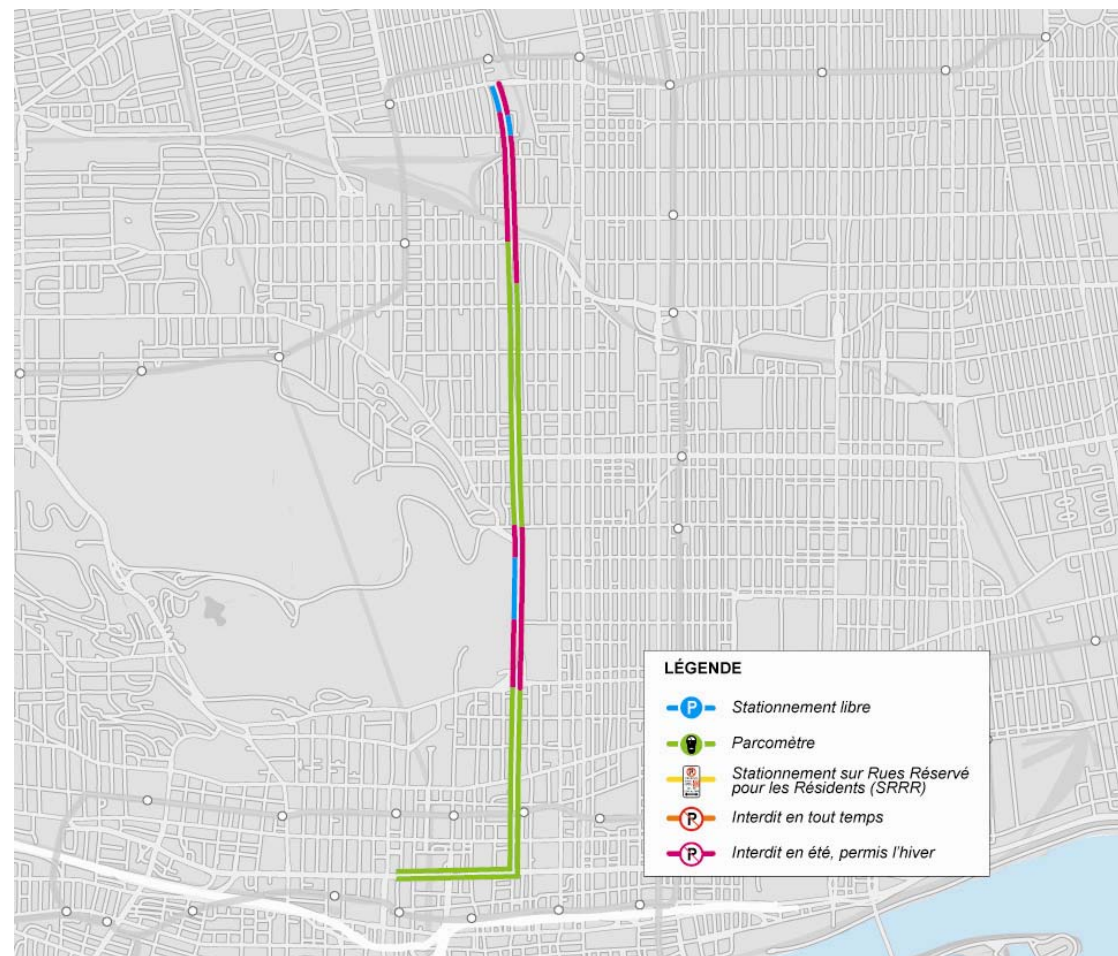 LÉGENDE
P Stationnement libre
Parcomètre
Stationnement sur Rues Réservé
pour les Résidents (SRRR)
P Interdit en tout temps
P Interdit en été, permis l'hiver